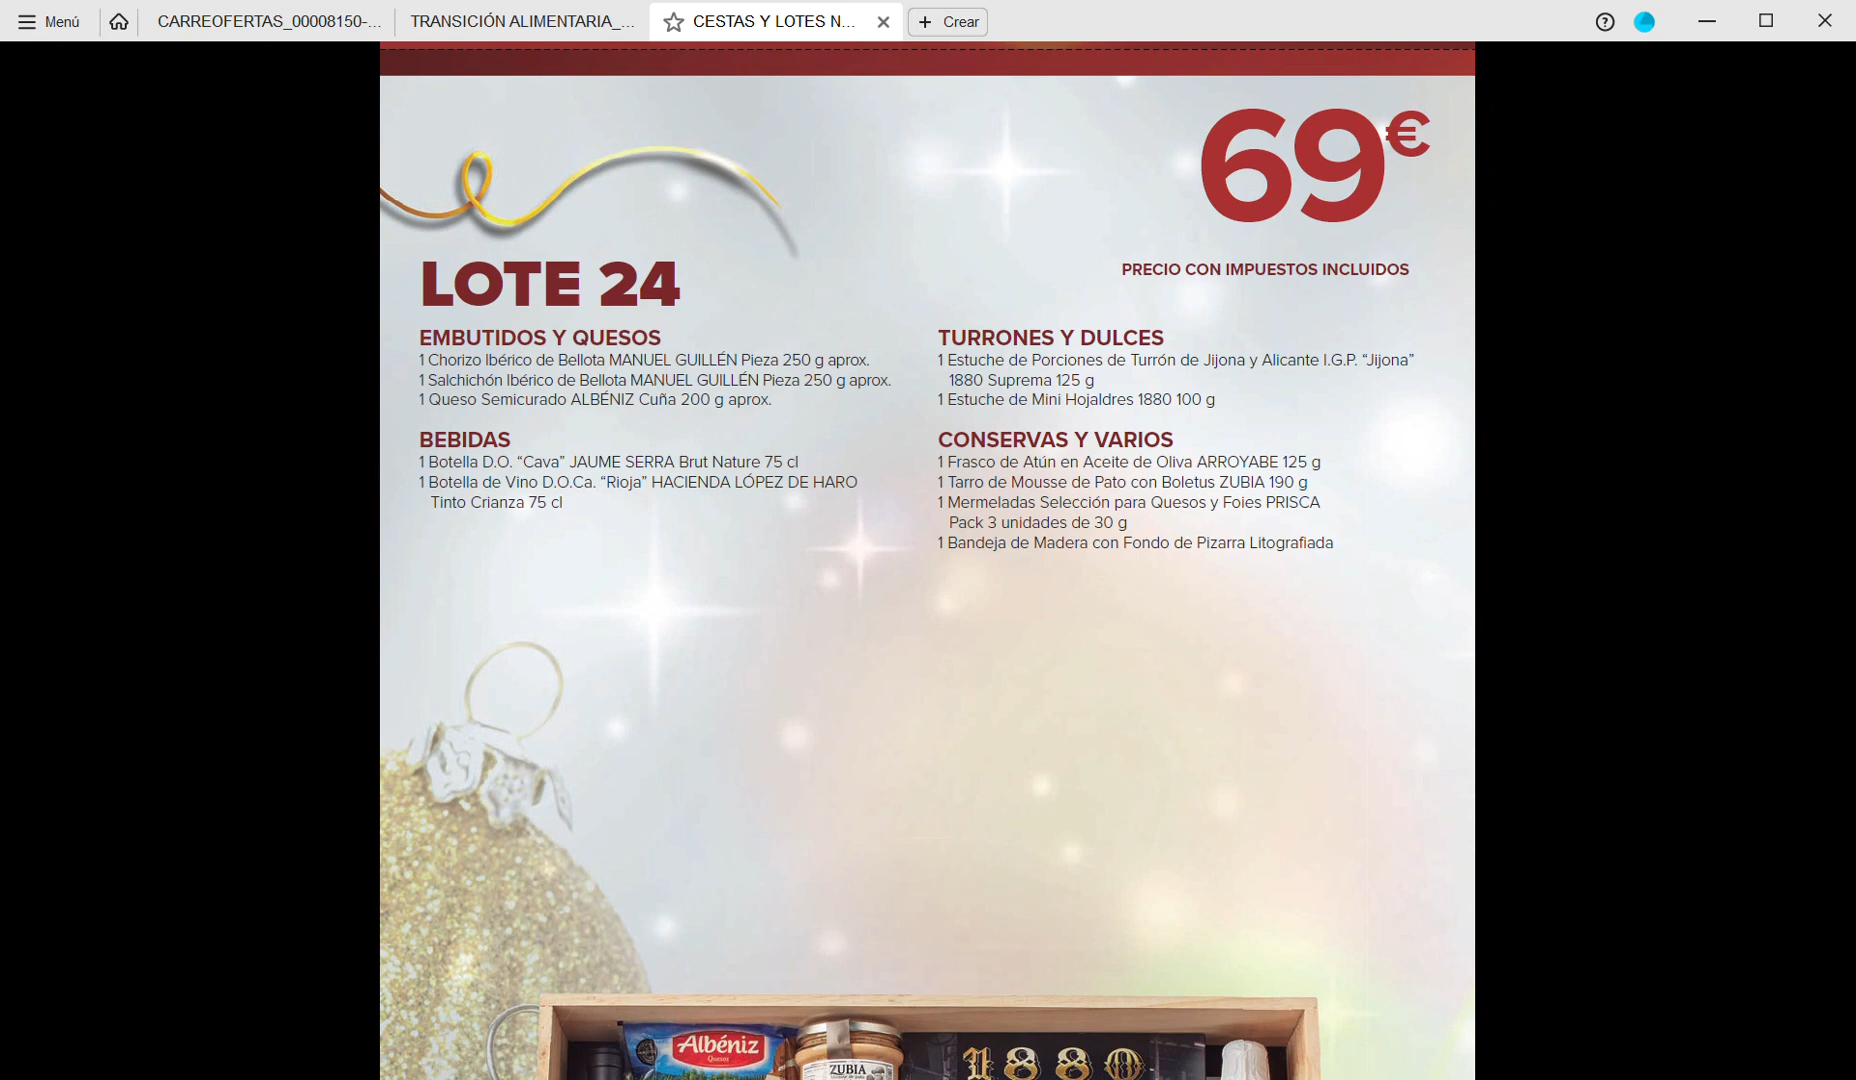 Menú
CARREOFERTAS_00008150-...
TRANSICIÓN ALIMENTARIA_...
CESTAS Y LOTES N...
Crear
69€
PRECIO CON IMPUESTOS INCLUIDOS
LOTE 24
EMBUTIDOS Y QUESOS
1 Chorizo Ibérico de Bellota MANUEL GUILLÉN Pieza 250 g aprox.
1 Salchichón Ibérico de Bellota MANUEL GUILLÉN Pieza 250 g aprox.
1 Queso Semicurado ALBÉNIZ Cuña 200 g aprox.
BEBIDAS
1 Botella D.O. “Cava” JAUME SERRA Brut Nature 75 cl
1 Botella de Vino D.O.Ca. “Rioja” HACIENDA LÓPEZ DE HARO
Tinto Crianza 75 cl
TURRONES Y DULCES
1 Estuche de Porciones de Turrón de Jijona y Alicante I.G.P. “Jijona”
1880 Suprema 125 g
1 Estuche de Mini Hojaldres 1880 100 g
CONSERVAS Y VARIOS
1 Frasco de Atún en Aceite de Oliva ARROYABE 125 g
1 Tarro de Mousse de Pato con Boletus ZUBIA 190 g
1 Mermeladas Selección para Quesos y Foies PRISCA
Pack 3 unidades de 30 g
1 Bandeja de Madera con Fondo de Pizarra Litografiada
Albéniz
Quesos
ZUBIA
1880